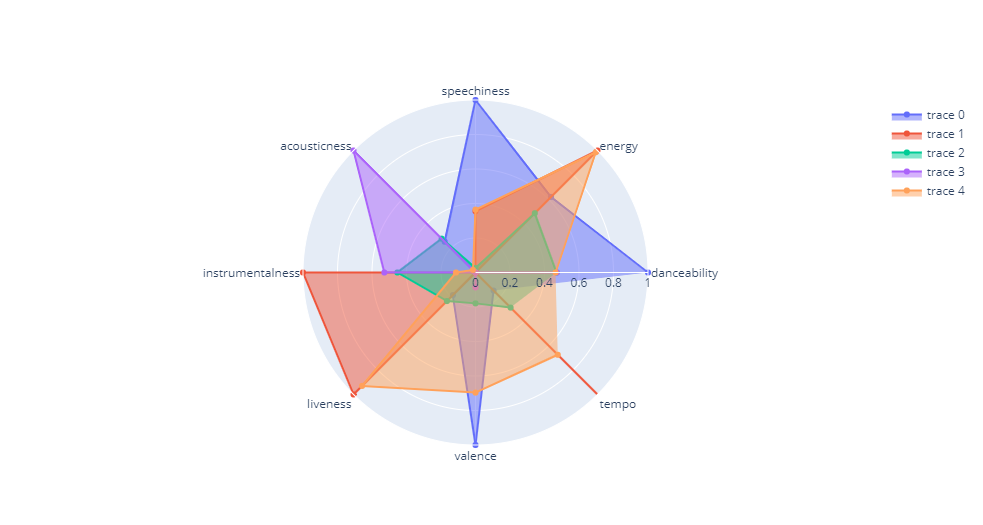 speechiness
acousticness
energy
instrumentalness
danceability
0
0.2
0.4
0.6
0.8
1
liveness
tempo
valence
trace 0
trace 1
trace 2
trace 3
trace 4